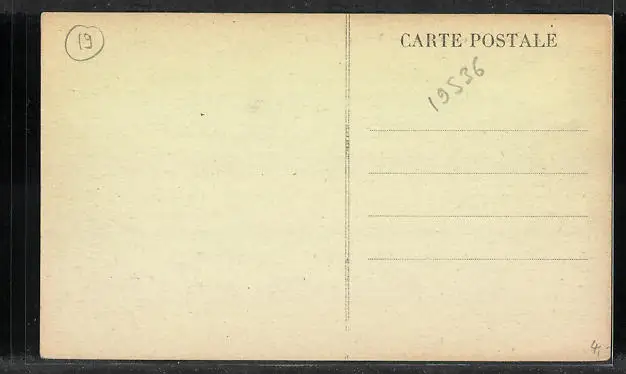 19
CARTE POSTALE
19536
4,-